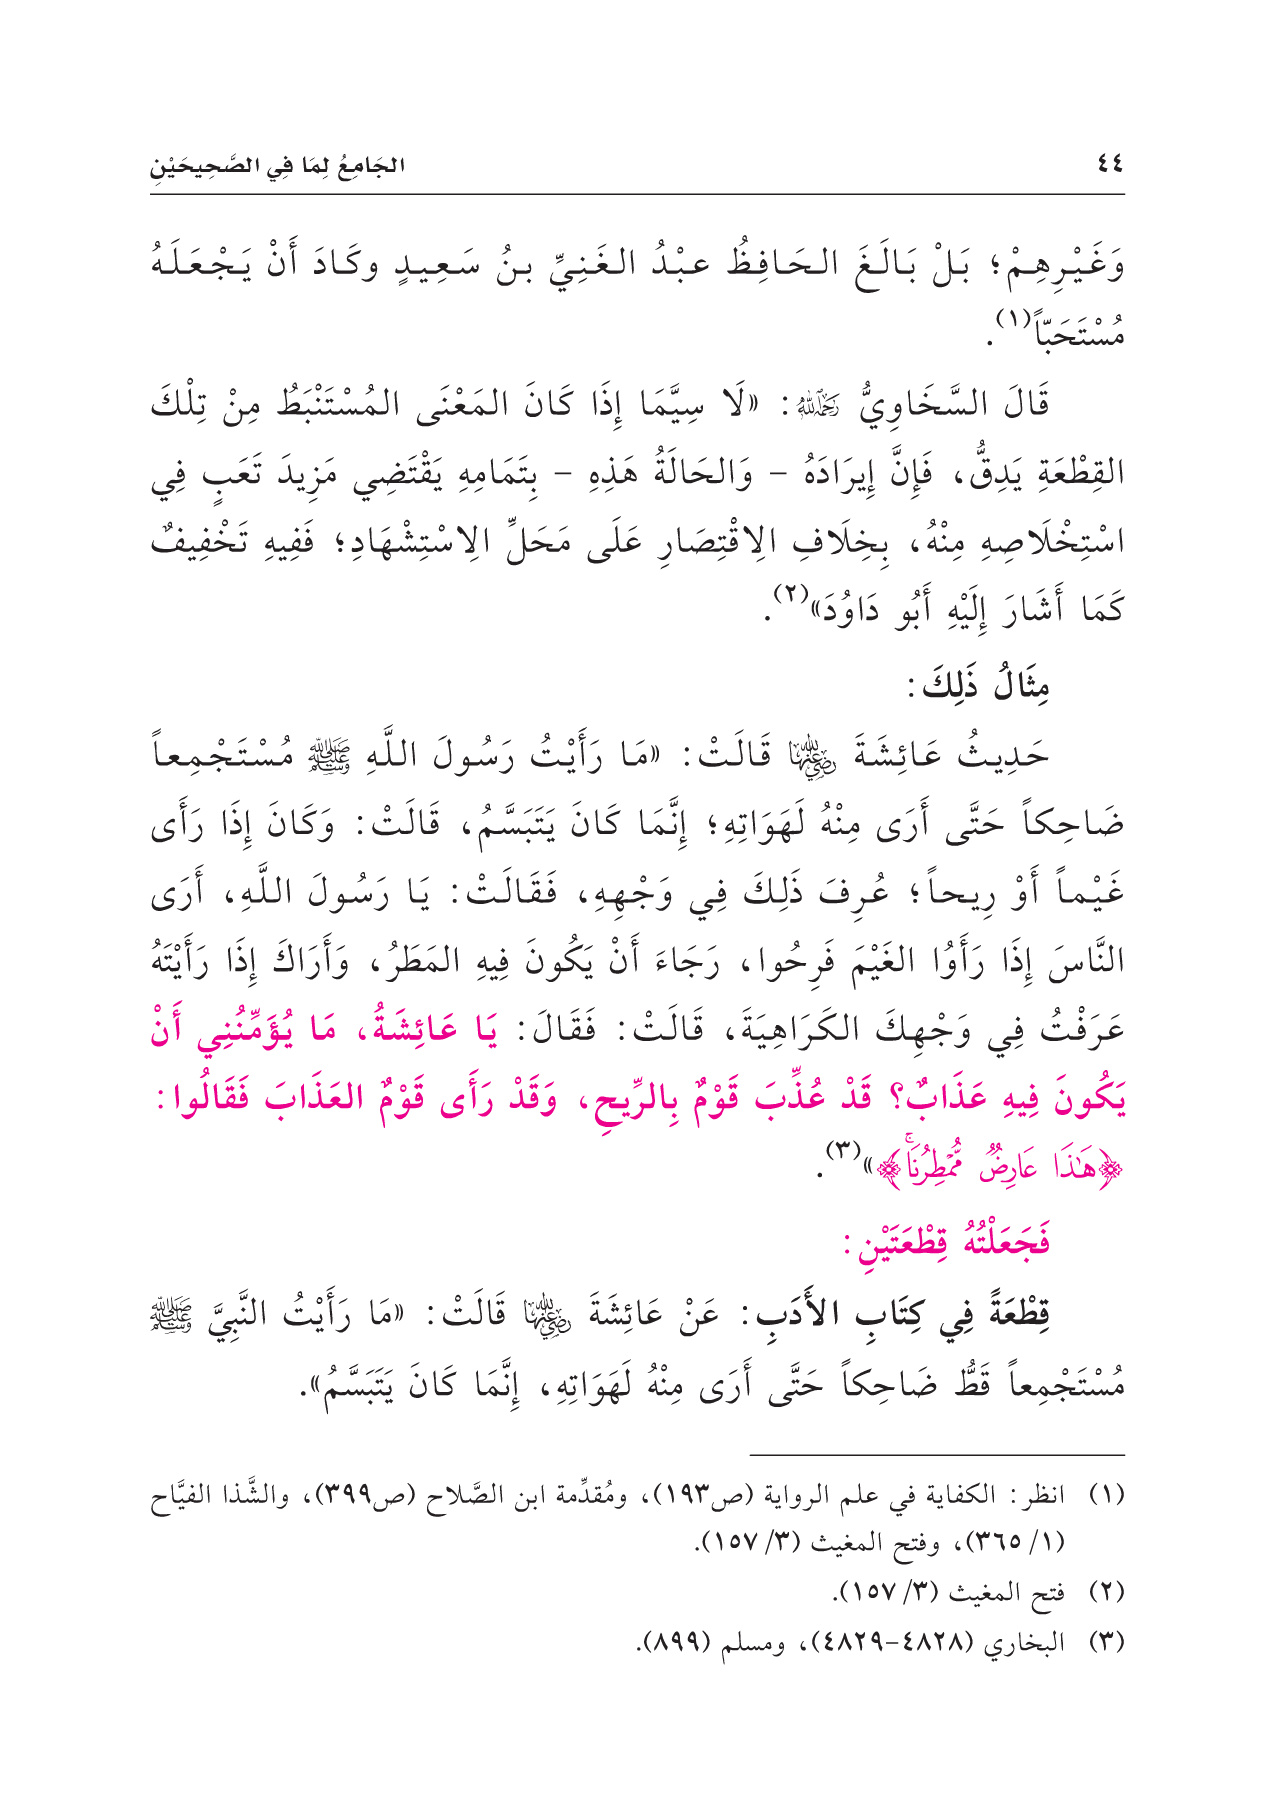 ٤٤
الجَامِعُ لِمَا فِي الصَّحِيحَيْنِ
وَغَيْرِهِمْ؛ بَلْ بَالَغَ الحَافِظُ عبْدُ الغَنِيِّ بنُ سَعِيدٍ وكَادَ أَنْ يَجْعَلَهُ
مُسْتَحَبّاً(١).
قَالَ السَّخَاوِيُّ رَحِمَهُ اللَّهُ: «لَا سِيَّمَا إِذَا كَانَ المَعْنَى المُسْتَنْبَطُ مِنْ تِلْكَ
القِطْعَةِ يَدِقُّ، فَإِنَّ إِيرَادَهُ - وَالحَالَةُ هَذِهِ - بِتَمَامِهِ يَقْتَضِي مَزِيدَ تَعَبٍ فِي
اسْتِخْلَاصِهِ مِنْهُ، بِخِلَافِ الِاقْتِصَارِ عَلَى مَحَلِّ الِاسْتِشْهَادِ؛ فَفِيهِ تَخْفِيفٌ
كَمَا أَشَارَ إِلَيْهِ أَبُو دَاوُدَ»(٢).
مِثَالُ ذَلِكَ:
حَدِيثُ عَائِشَةَ رَضِيَ اللَّهُ عَنْهَا قَالَتْ: «مَا رَأَيْتُ رَسُولَ اللَّهِ ﷺ مُسْتَجْمِعاً
ضَاحِكاً حَتَّى أَرَى مِنْهُ لَهَوَاتِهِ؛ إِنَّمَا كَانَ يَتَبَسَّمُ، قَالَتْ: وَكَانَ إِذَا رَأَى
غَيْماً أَوْ رِيحاً؛ عُرِفَ ذَلِكَ فِي وَجْهِهِ، فَقَالَتْ: يَا رَسُولَ اللَّهِ، أَرَى
النَّاسَ إِذَا رَأَوُا الغَيْمَ فَرِحُوا، رَجَاءَ أَنْ يَكُونَ فِيهِ المَطَرُ، وَأَرَاكَ إِذَا رَأَيْتَهُ
عَرَفْتُ فِي وَجْهِكَ الكَرَاهِيَةَ، قَالَتْ: فَقَالَ: يَا عَائِشَةُ، مَا يُؤَمِّنُنِي أَنْ
يَكُونَ فِيهِ عَذَابٌ؟ قَدْ عُذِّبَ قَوْمٌ بِالرِّيحِ، وَقَدْ رَأَى قَوْمٌ العَذَابَ فَقَالُوا:
﴿هَٰذَا عَارِضٌ مُّمْطِرُنَا ۚ﴾»(٣).
فَجَعَلْتُهُ قِطْعَتَيْنِ:
قِطْعَةً فِي كِتَابِ الأَدَبِ: عَنْ عَائِشَةَ رَضِيَ اللَّهُ عَنْهَا قَالَتْ: «مَا رَأَيْتُ النَّبِيَّ ﷺ
مُسْتَجْمِعاً قَطُّ ضَاحِكاً حَتَّى أَرَى مِنْهُ لَهَوَاتِهِ، إِنَّمَا كَانَ يَتَبَسَّمُ».
(١) انظر: الكفاية في علم الرواية (ص١٩٣)، ومُقدِّمة ابن الصَّلاح (ص٣٩٩)، والشَّذا الفيَّاح
(١/ ٣٦٥)، وفتح المغيث (٣/ ١٥٧).
(٢) فتح المغيث (٣/ ١٥٧).
(٣) البخاري (٤٨٢٨-٤٨٢٩)، ومسلم (٨٩٩).